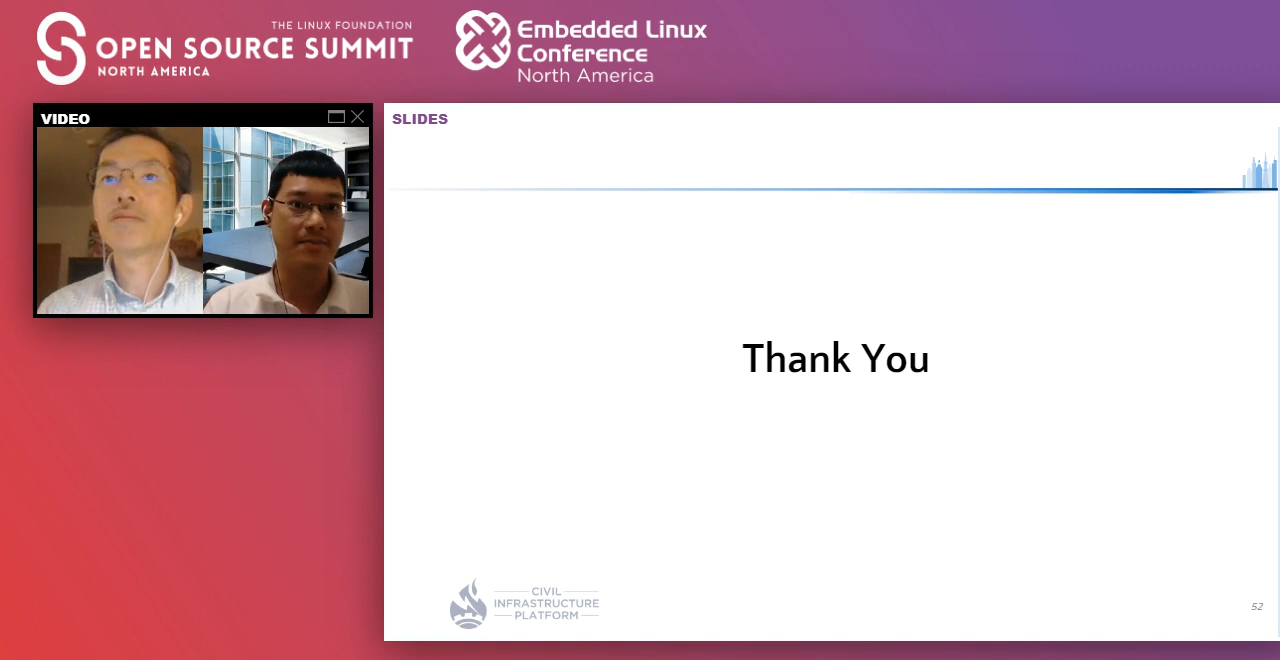 THE LINUX FOUNDATION
OPEN SOURCE SUMMIT
NORTH AMERICA
Embedded Linux
Conference
North America
VIDEO
SLIDES
Thank You
CIVIL
INFRASTRUCTURE
PLATFORM
52